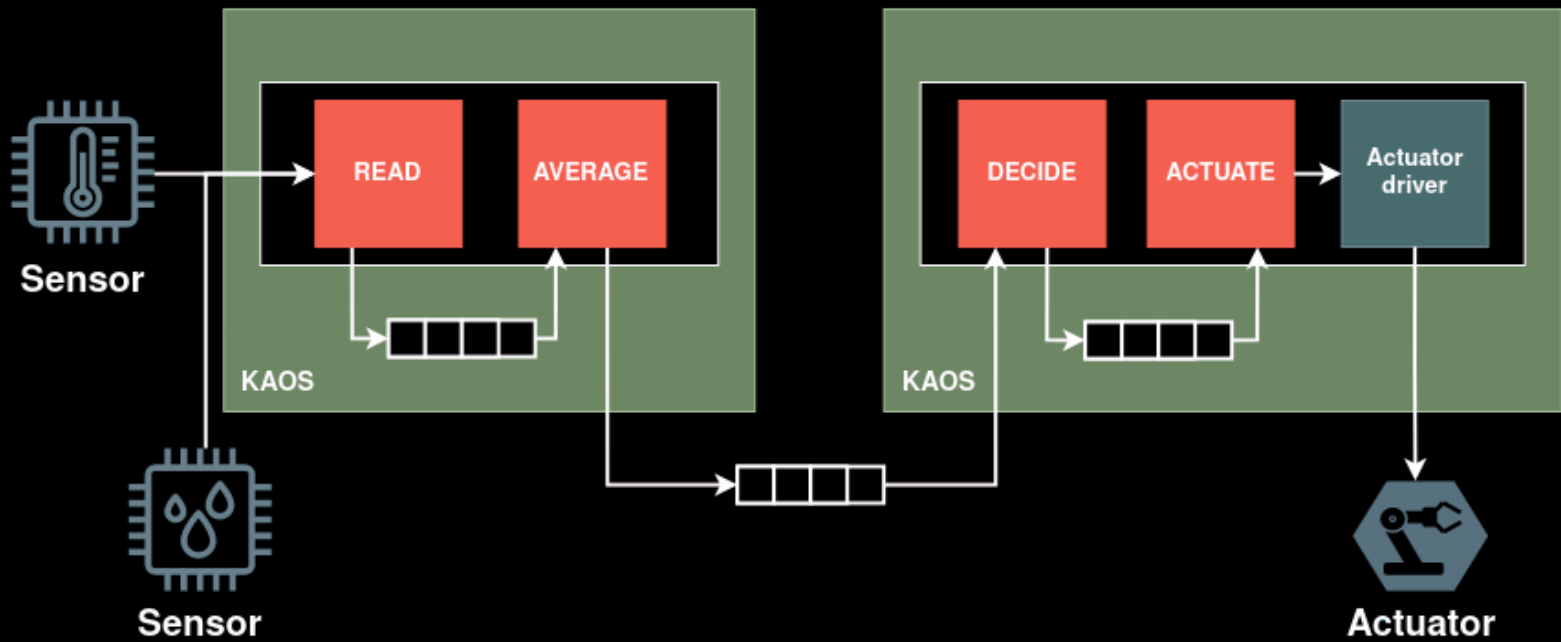 READ
AVERAGE
DECIDE
ACTUATE
Actuator
driver
Sensor
KAOS
KAOS
Sensor
Actuator